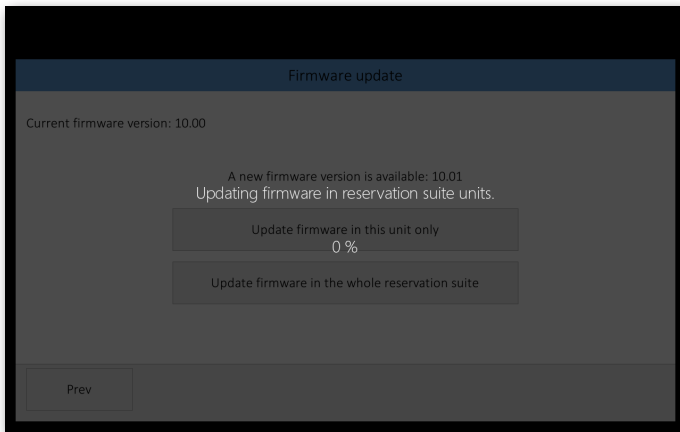 Firmware update
Current firmware version: 10.00
A new firmware version is available: 10.01
Updating firmware in reservation suite units.
Update firmware in this unit only
0 %
Update firmware in the whole reservation suite
Prev